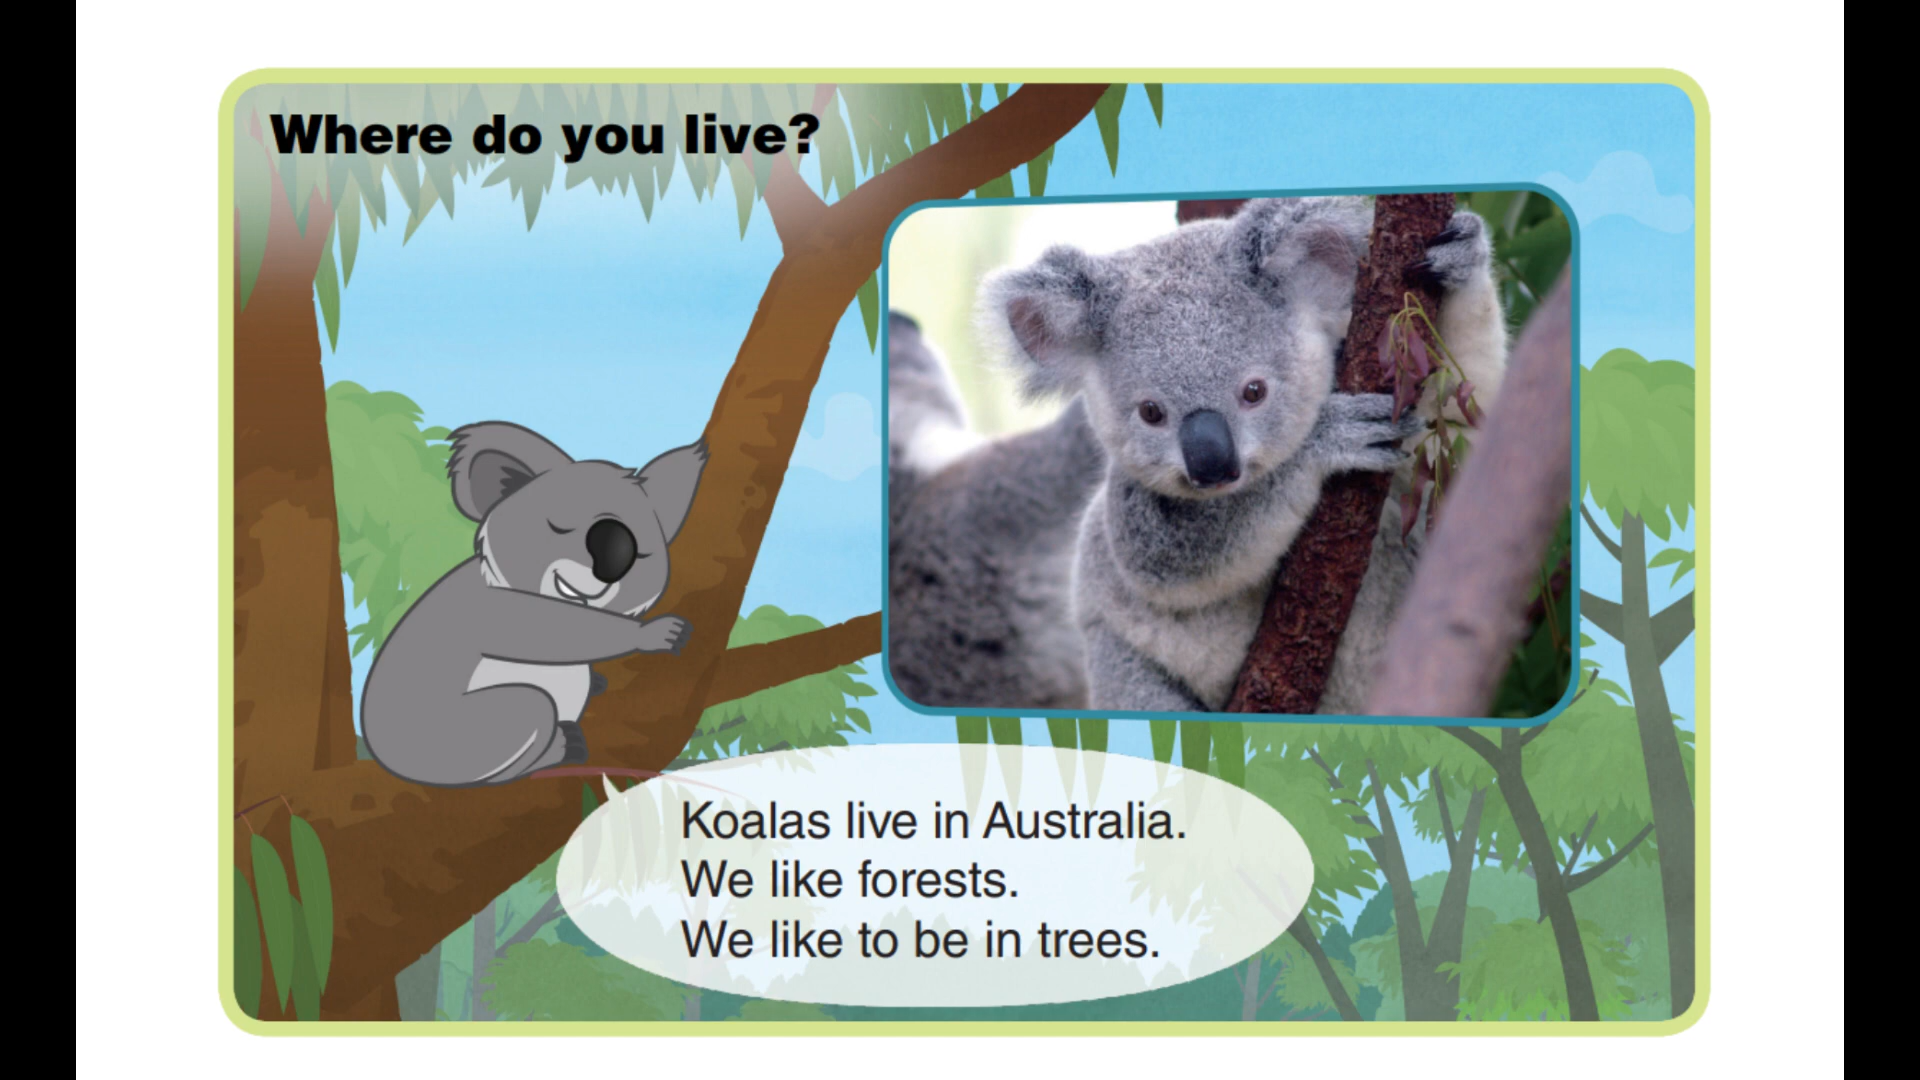 Where do you live?
Koalas live in Australia.
We like forests.
We like to be in trees.